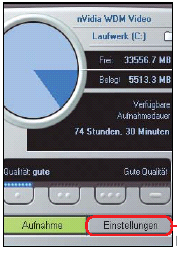 nVidia WDM Video
Laufwerk (C:)
Frei: 33556.7 MB
Belegt 5513.3 MB
Verfügbare
Aufnahmedauer
74 Stunden, 30 Minuten
Qualität: gute Gute Qualität
Aufnahme Einstellungen